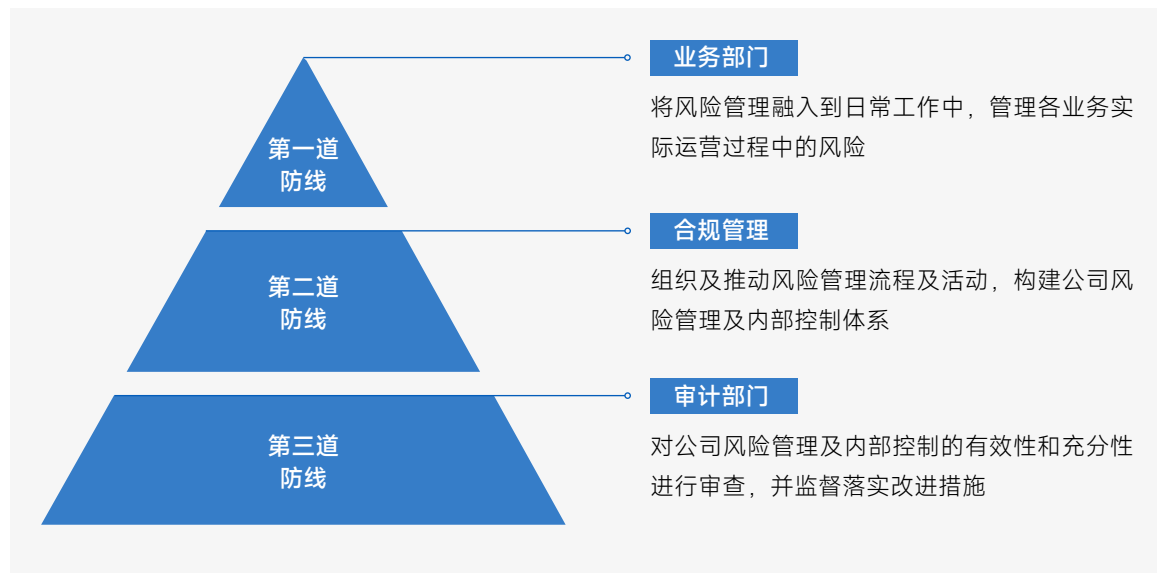 业务部门
将风险管理融入到日常工作中，管理各业务实
际运营过程中的风险
第一道
防线
合规管理
组织及推动风险管理流程及活动，构建公司风
险管理及内部控制体系
第二道
防线
审计部门
对公司风险管理及内部控制的有效性和充分性
进行审查，并监督落实改进措施
第三道
防线